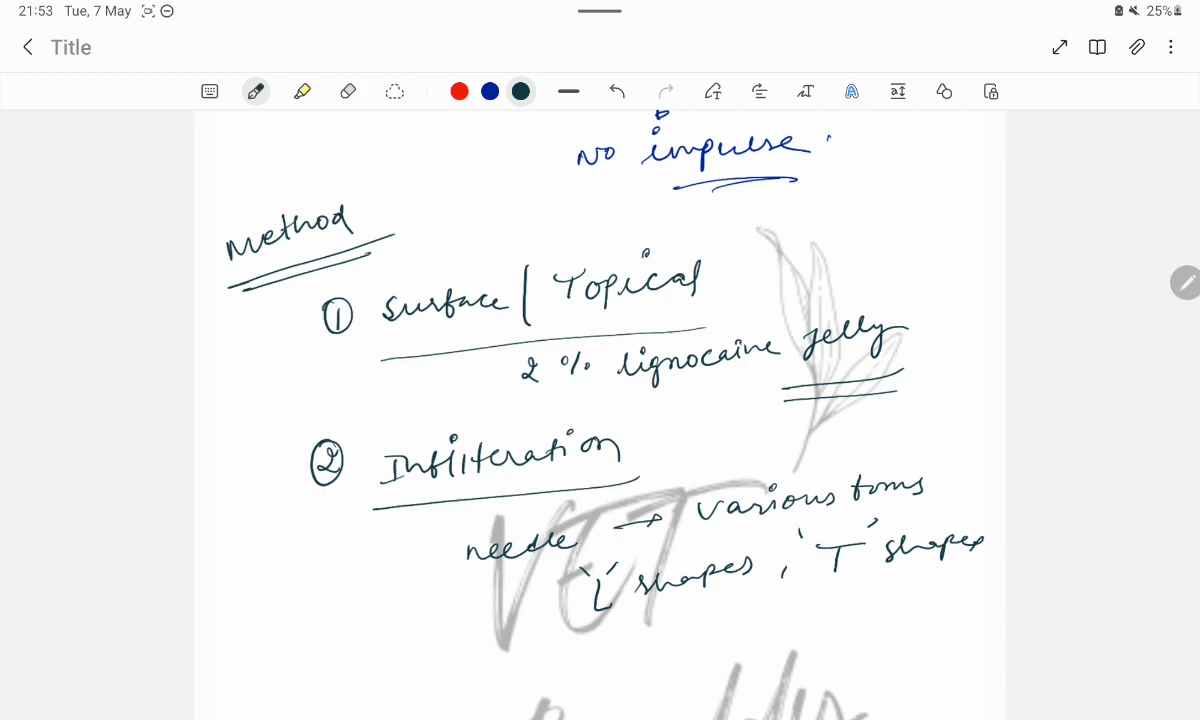 21:53 Tue, 7 May 25%
Title
No impulse
Method
① Surface | Topical
2 % lignocaine jelly
② Infilteration
needle → various forms
'L' shapes, 'T' shapes
VET